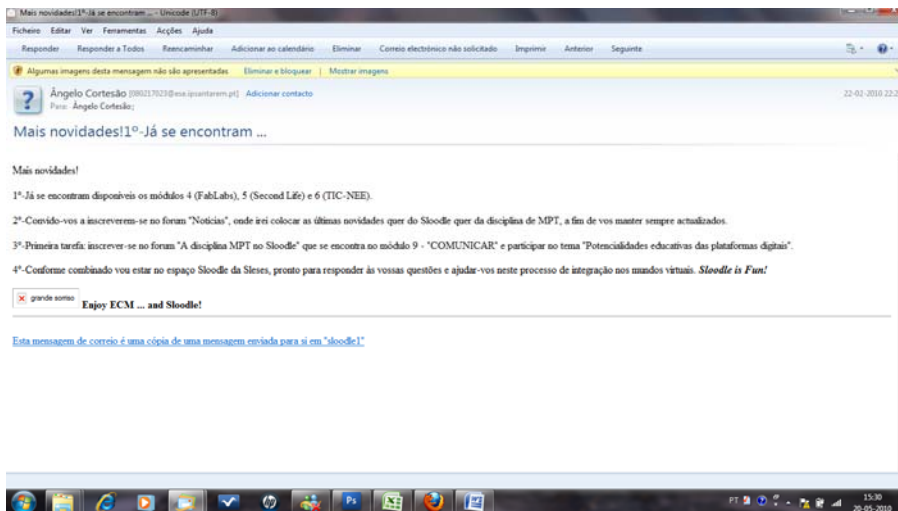 Mais novidades!1º-Já se encontram ... - Unicode (UTF-8)
Ficheiro Editar Ver Ferramentas Acções Ajuda
Responder Responder a Todos Reencaminhar Adicionar ao calendário Eliminar Correio electrónico não solicitado Imprimir Anterior Seguinte
Algumas imagens desta mensagem não são apresentadas Eliminar e bloquear | Mostrar imagens
Ângelo Cortesão [080217023@ese.ipsantarem.pt] Adicionar contacto
22-02-2010 22:2
Para: Ângelo Cortesão;
Mais novidades!1º-Já se encontram ...
Mais novidades!
1º-Já se encontram disponíveis os módulos 4 (FabLabs), 5 (Second Life) e 6 (TIC-NEE).
2º-Convido-vos a inscreverem-se no forum "Notícias", onde irei colocar as últimas novidades quer do Sloodle quer da disciplina de MPT, a fim de vos manter sempre actualizados.
3º-Primeira tarefa: inscrever-se no forum "A disciplina MPT no Sloodle" que se encontra no módulo 9 - "COMUNICAR" e participar no tema "Potencialidades educativas das plataformas digitais".
4º-Conforme combinado vou estar no espaço Sloodle da Sleses, pronto para responder às vossas questões e ajudar-vos neste processo de integração nos mundos virtuais. Sloodle is Fun!
grande sorriso Enjoy ECM ... and Sloodle!
Esta mensagem de correio é uma cópia de uma mensagem enviada para si em "sloodle1"
Ps
PT
15:30
20-05-2010